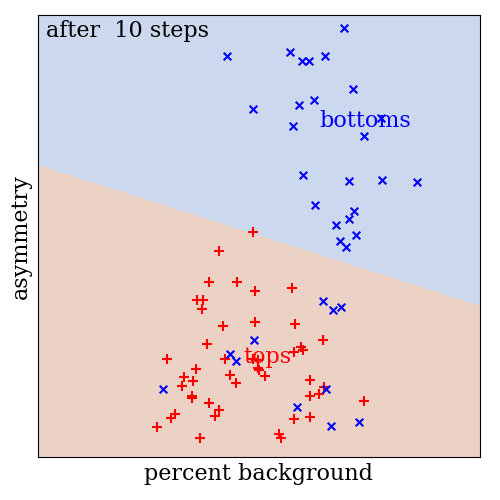 after  10 steps
bottoms
asymmetry
tops
percent background